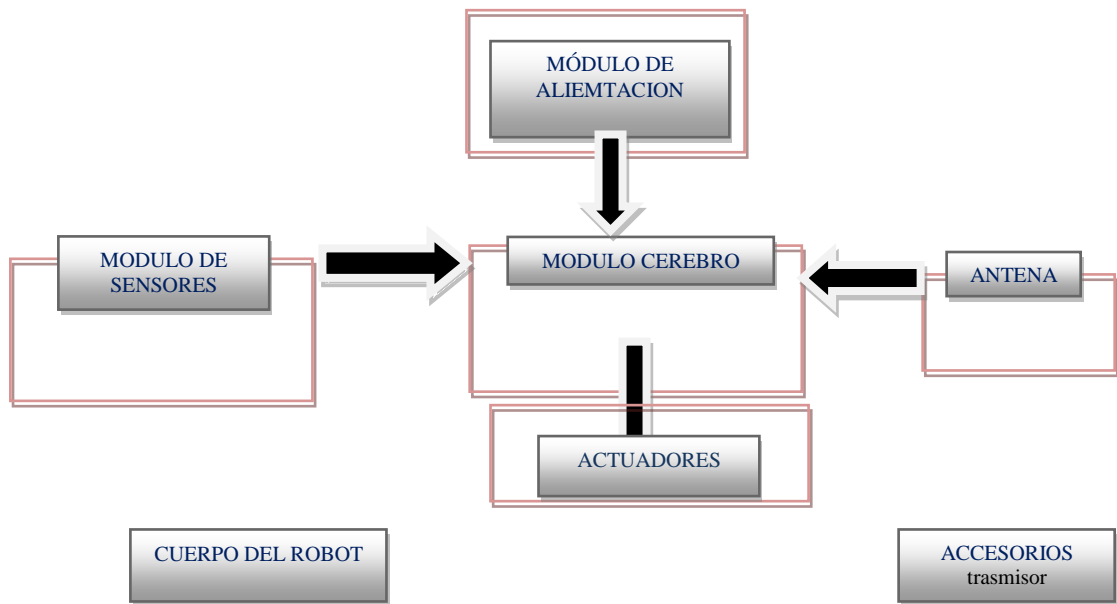 MÓDULO DE
ALIEMTACION
MODULO DE
SENSORES
MODULO CEREBRO
ANTENA
ACTUADORES
CUERPO DEL ROBOT
ACCESORIOS
trasmisor